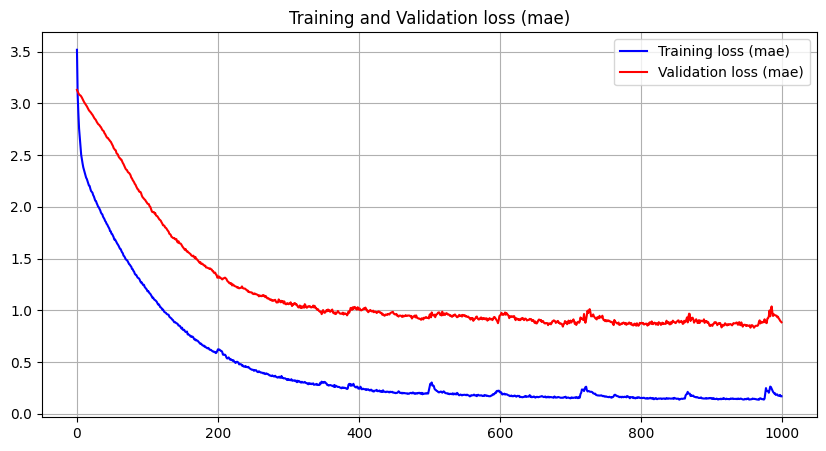 Training and Validation loss (mae)
Training loss (mae)
Validation loss (mae)
3.5
3.0
2.5
2.0
1.5
1.0
0.5
0.0
0 200 400 600 800 1000